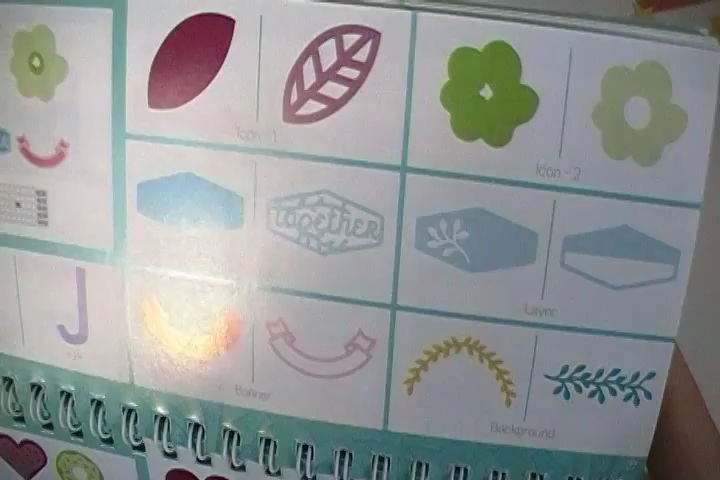 Icon - 1
Icon - 2
together
Layer
J
Banner
Background